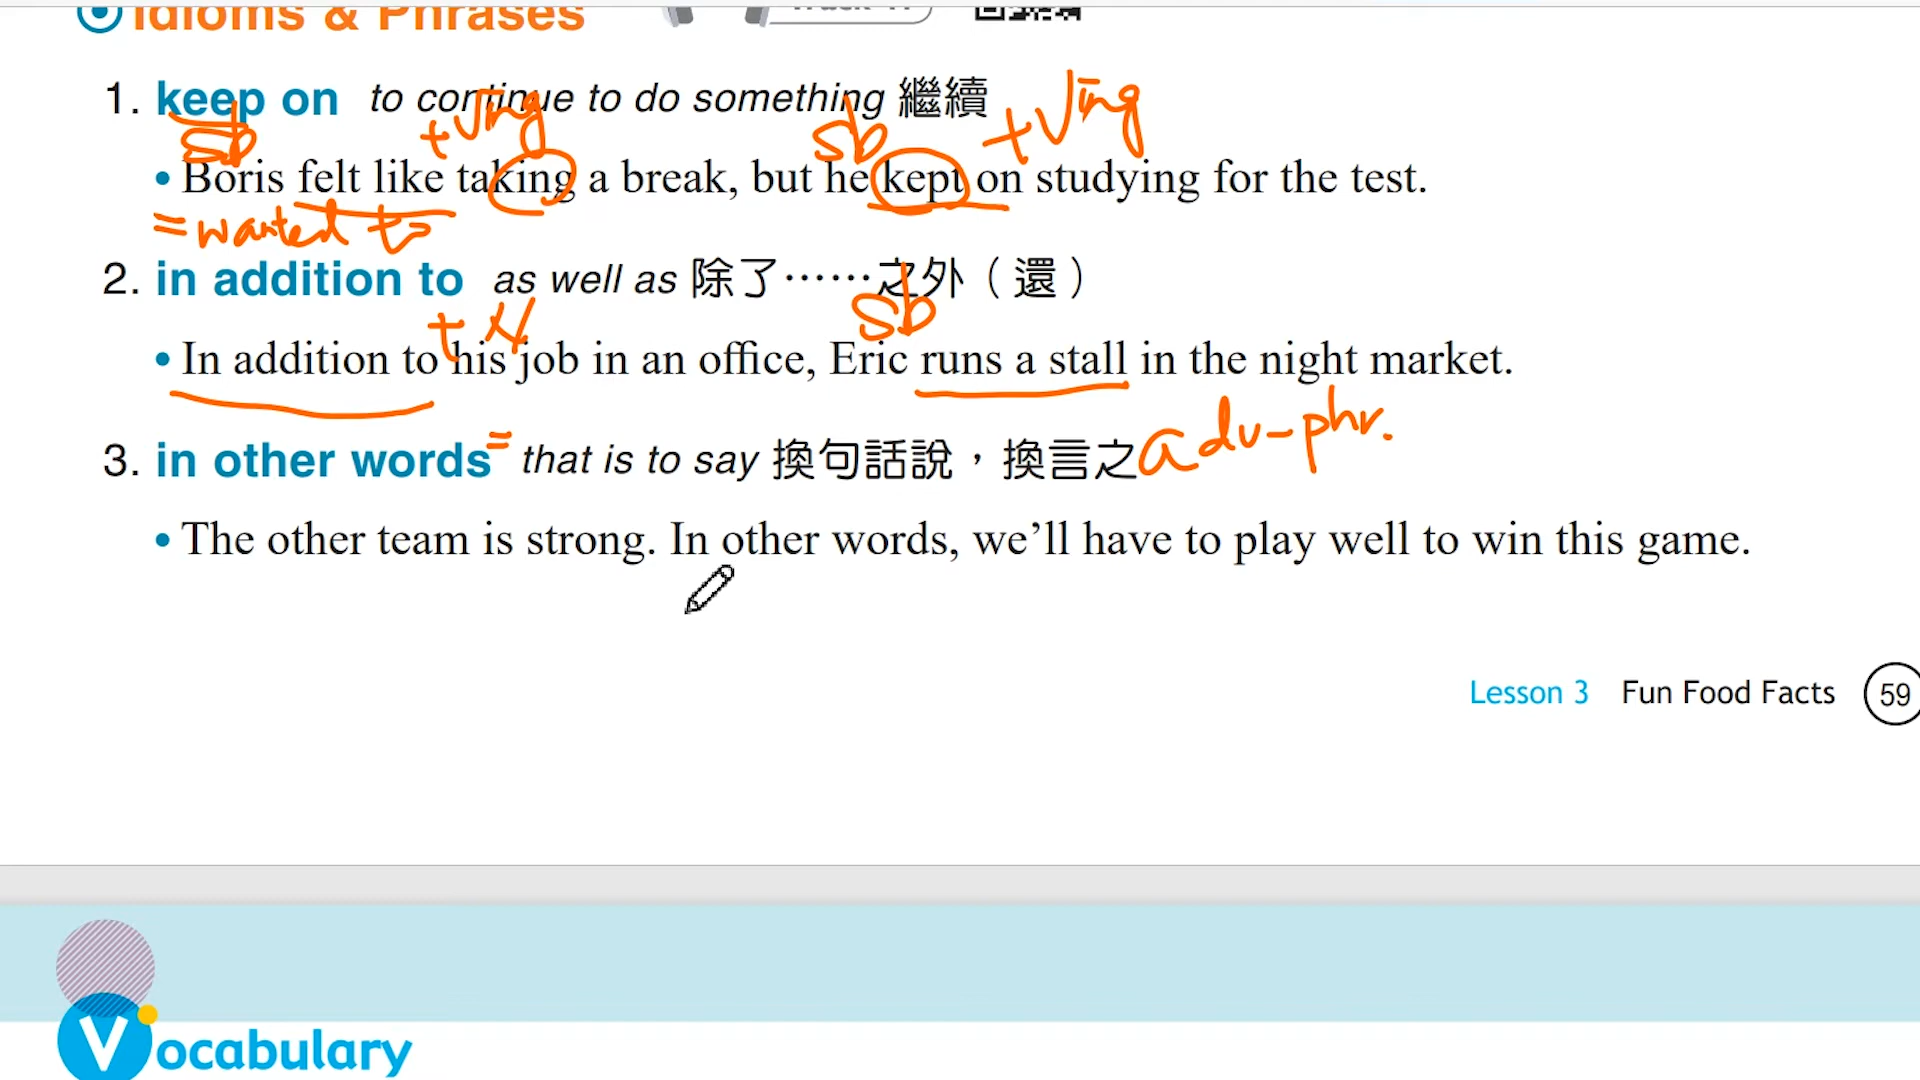 Idioms & Phrases
1. keep on to continue to do something 繼續
sb +Ving sb +Ving
• Boris felt like taking a break, but he kept on studying for the test.
= wanted to
2. in addition to as well as 除了……之外（還）
+ N sb
• In addition to his job in an office, Eric runs a stall in the night market.
3. in other words = that is to say 換句話說，換言之 adv-phr.
• The other team is strong. In other words, we’ll have to play well to win this game.
Lesson 3 Fun Food Facts 59
Vocabulary